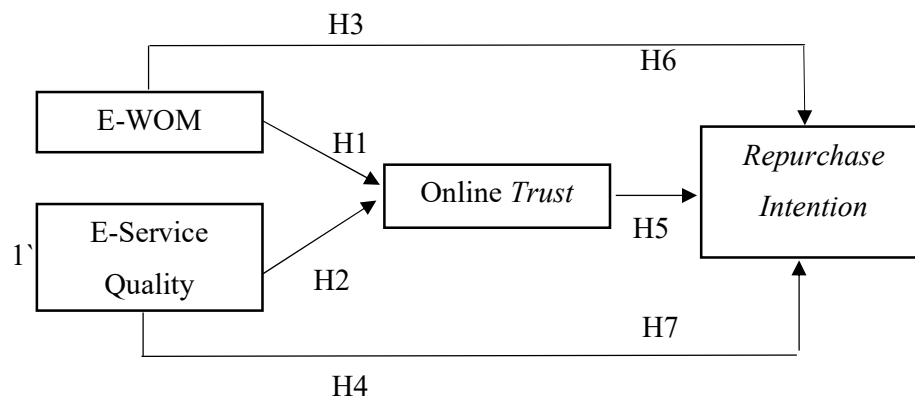 H3
H6
E-WOM
H1
Repurchase
Intention
Online Trust
H5
1`
E-Service
Quality
H2
H7
H4